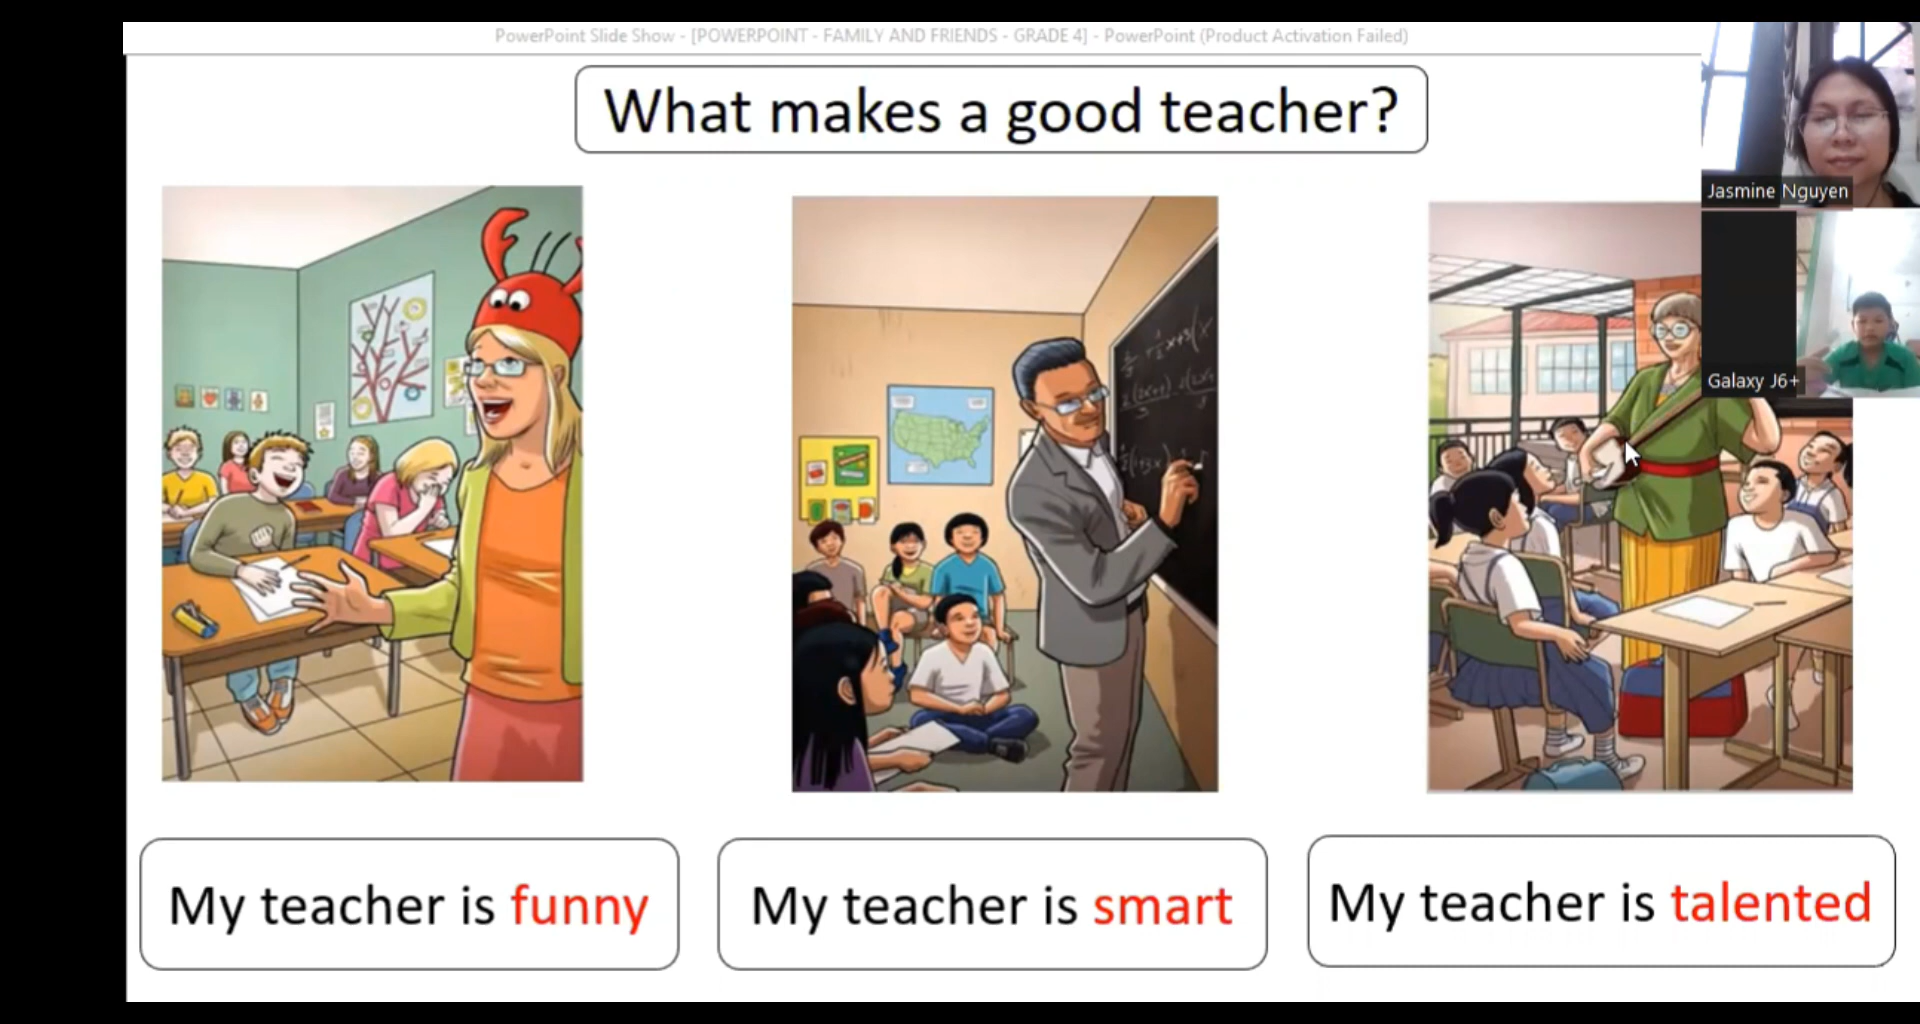 PowerPoint Slide Show - [POWERPOINT - FAMILY AND FRIENDS - GRADE 4] - PowerPoint (Product Activation Failed)
What makes a good teacher?
Jasmine Nguyen
Galaxy J6+
My teacher is funny
My teacher is smart
My teacher is talented